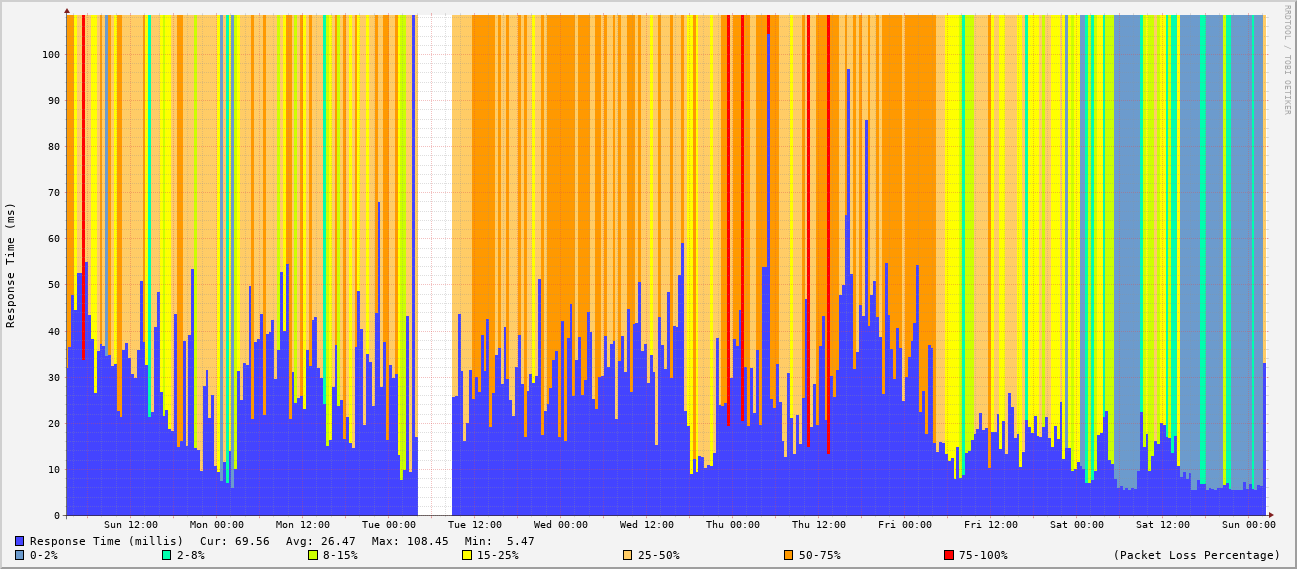 RRDTOOL / TOBI OETIKER
Response Time (ms)
100
90
80
70
60
50
40
30
20
10
0
Sun 12:00 Mon 00:00 Mon 12:00 Tue 00:00 Tue 12:00 Wed 00:00 Wed 12:00 Thu 00:00 Thu 12:00 Fri 00:00 Fri 12:00 Sat 00:00 Sat 12:00 Sun 00:00
Response Time (millis) Cur: 69.56 Avg: 26.47 Max: 108.45 Min: 5.47
0-2% 2-8% 8-15% 15-25% 25-50% 50-75% 75-100% (Packet Loss Percentage)